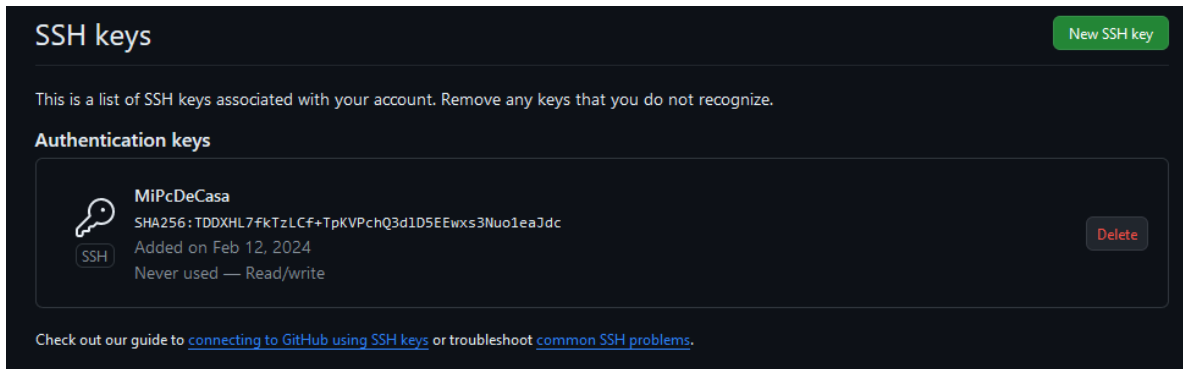 SSH keys
New SSH key
This is a list of SSH keys associated with your account. Remove any keys that you do not recognize.
Authentication keys
MiPcDeCasa
SHA256:TDDXHL7fkTzLCf+TpKVPchQ3dlD5EEwxs3Nuo1eaJdc
Added on Feb 12, 2024
Never used — Read/write
SSH
Delete
Check out our guide to connecting to GitHub using SSH keys or troubleshoot common SSH problems.